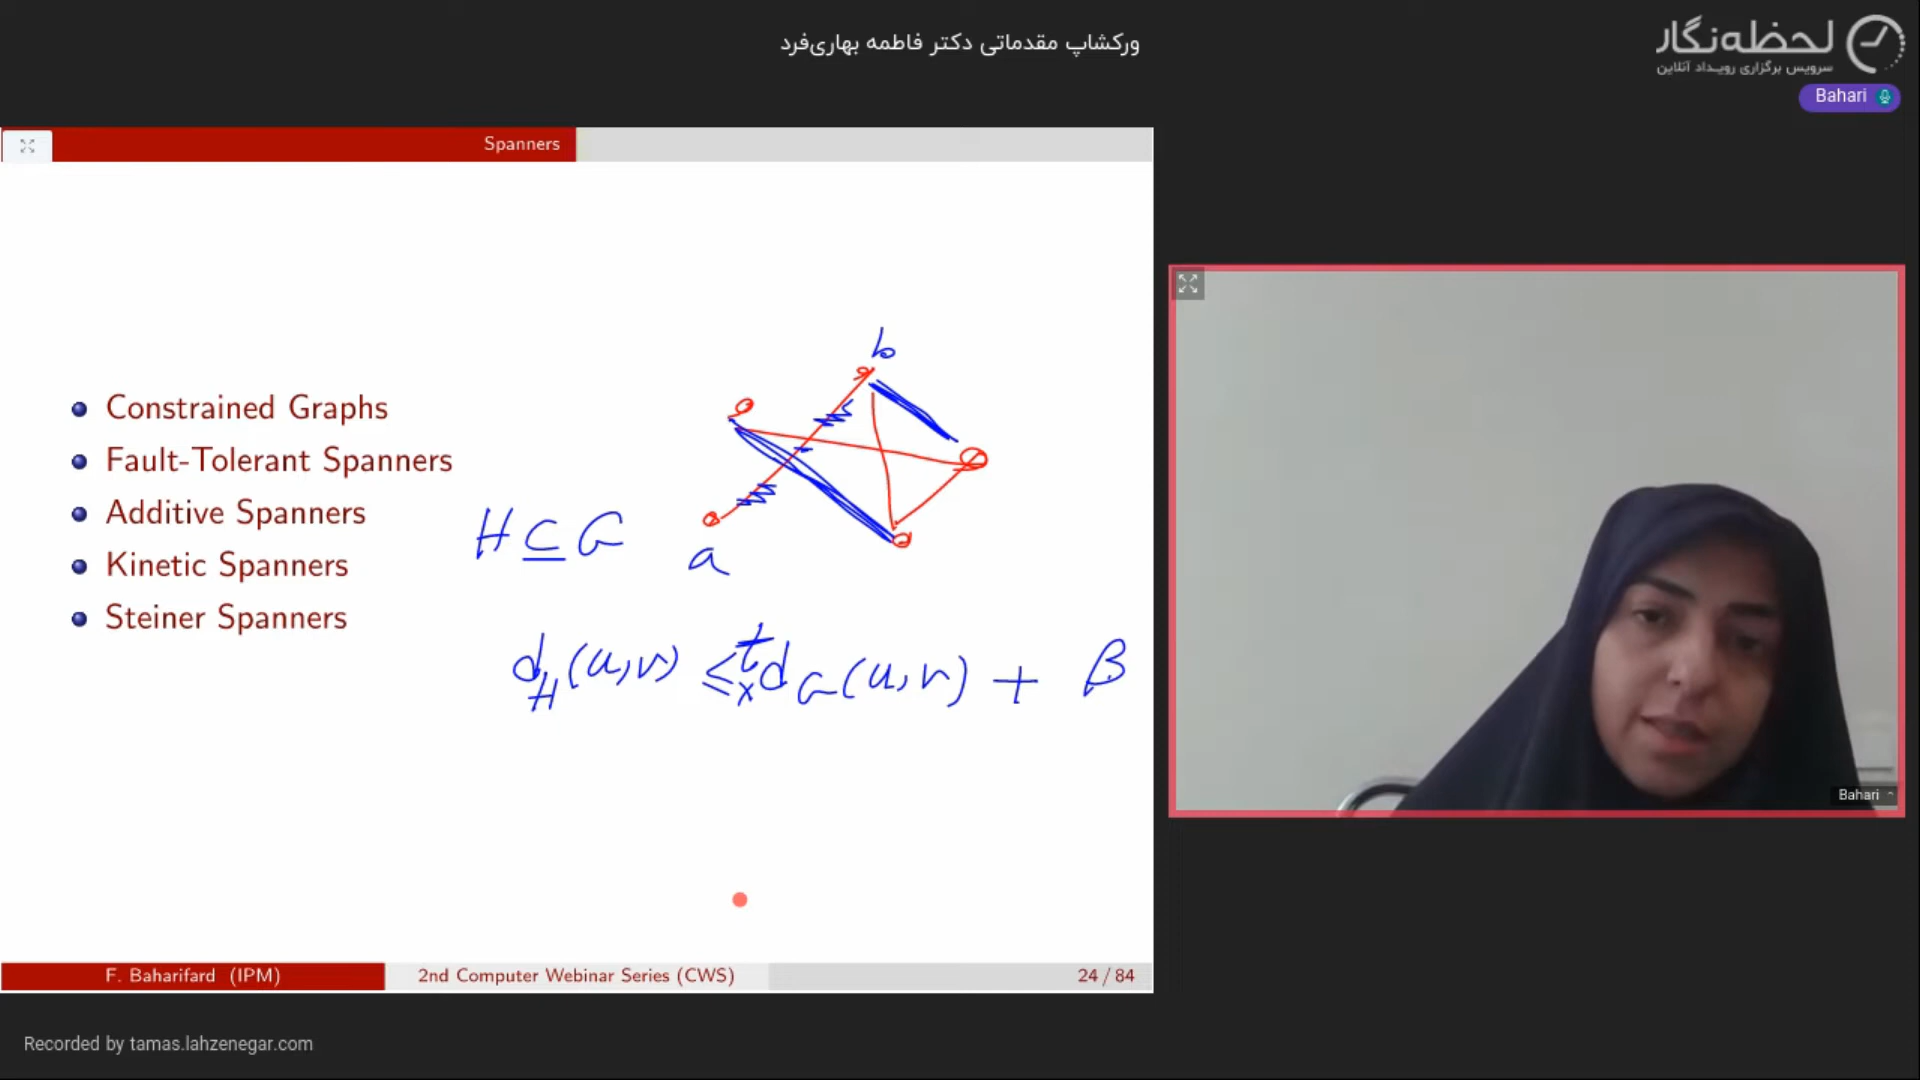 ورکشاپ مقدماتی دکتر فاطمه بهاری‌فرد
لحظه‌نگار
سرویس برگزاری رویداد آنلاین
Bahari
Spanners
b
Constrained Graphs
Fault-Tolerant Spanners
Additive Spanners
Kinetic Spanners
Steiner Spanners
H ⊆ G
a
d_H(u,v) ≤ t × d_G(u,v) + β
Bahari
F. Baharifard (IPM)
2nd Computer Webinar Series (CWS)
24 / 84
Recorded by tamas.lahzenegar.com